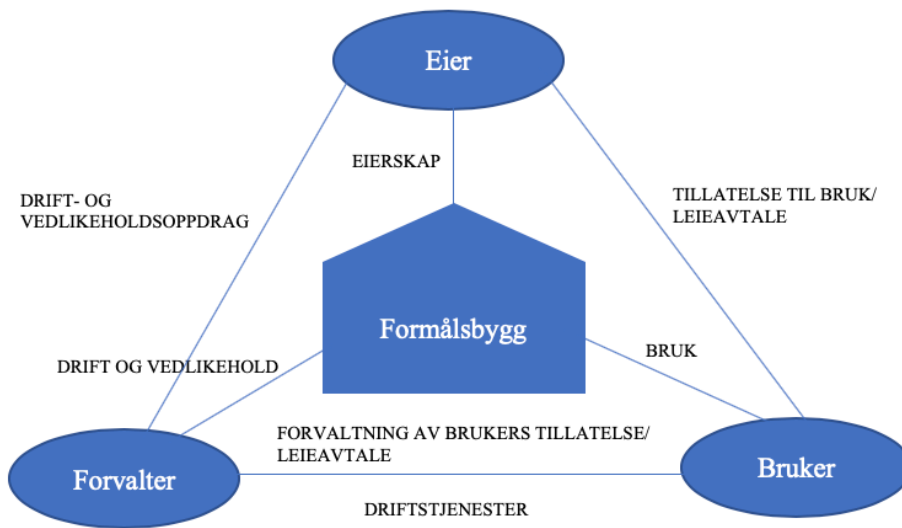 Eier
EIERSKAP
DRIFT- OG
VEDLIKEHOLDSOPPDRAG
TILLATELSE TIL BRUK/
LEIEAVTALE
Formålsbygg
DRIFT OG VEDLIKEHOLD
BRUK
FORVALTNING AV BRUKERS TILLATELSE/
LEIEAVTALE
Forvalter
Bruker
DRIFTSTJENESTER